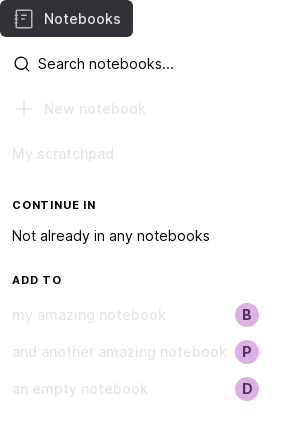 Notebooks
Search notebooks...
New notebook
My scratchpad
CONTINUE IN
Not already in any notebooks
ADD TO
my amazing notebook B
and another amazing notebook P
an empty notebook D